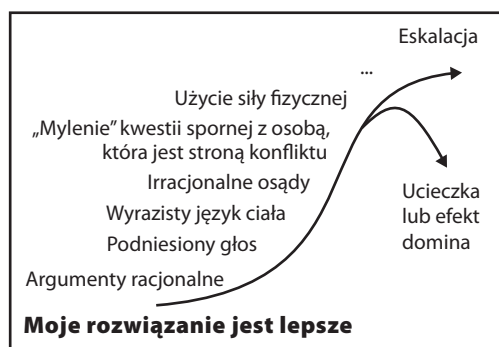 Eskalacja
...
Użycie siły fizycznej
„Mylenie” kwestii spornej z osobą,
która jest stroną konfliktu
Irracjonalne osądy
Wyrazisty język ciała
Podniesiony głos
Argumenty racjonalne
Ucieczka
lub efekt
domina
Moje rozwiązanie jest lepsze